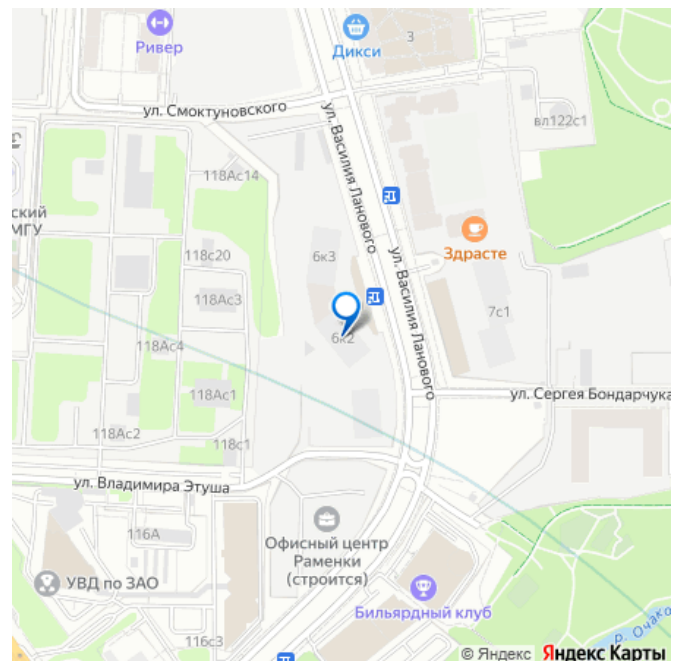 Ривер
Дикси
3
ул. Смоктуновского
вл122с1
118Ас14
ул. Василия Ланового
ский
МГУ
118с20
6к3
ул. Василия Ланового
Здрасте
118Ас3
7с1
118Ас4
6к2
118Ас1
ул. Сергея Бондарчука
118Ас2
118с1
ул. Владимира Этуша
116А
Офисный центр
Раменки
(строится)
УВД по ЗАО
Бильярдный клуб
116с3
р. Очако
© Яндекс Яндекс Карты